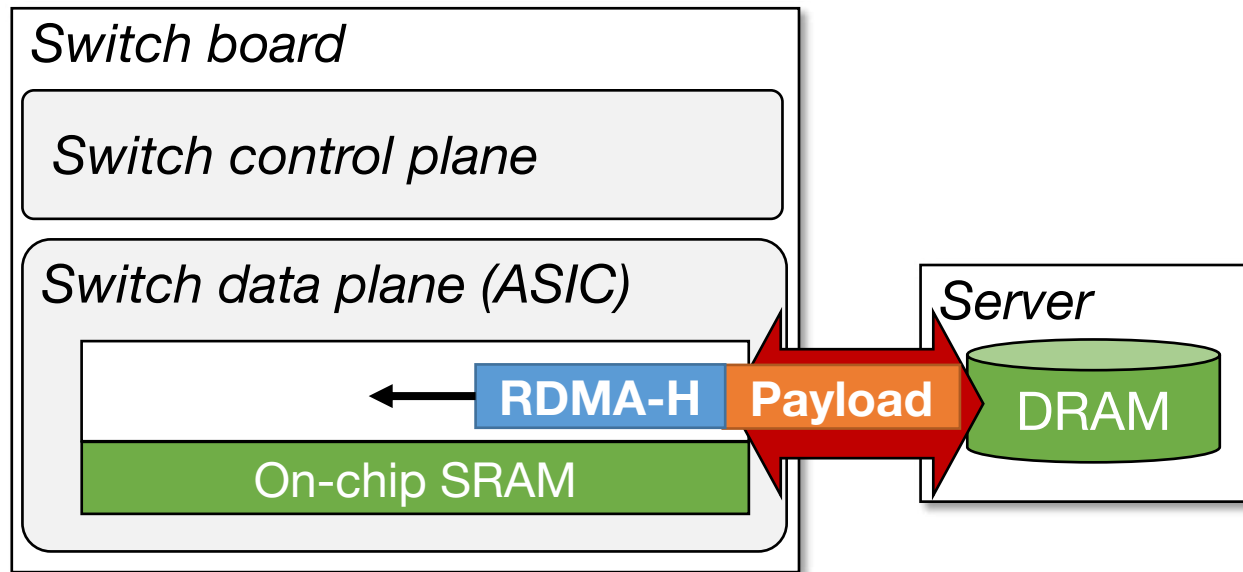 Switch board
Switch control plane
Switch data plane (ASIC)
Server
RDMA-H
Payload
DRAM
On-chip SRAM